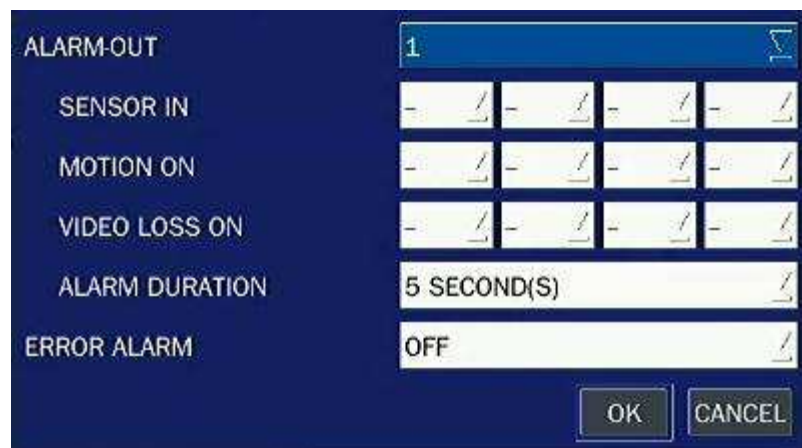 ALARM-OUT 1
SENSOR IN - - - -
MOTION ON - - - -
VIDEO LOSS ON - - - -
ALARM DURATION 5 SECOND(S)
ERROR ALARM OFF
OK CANCEL